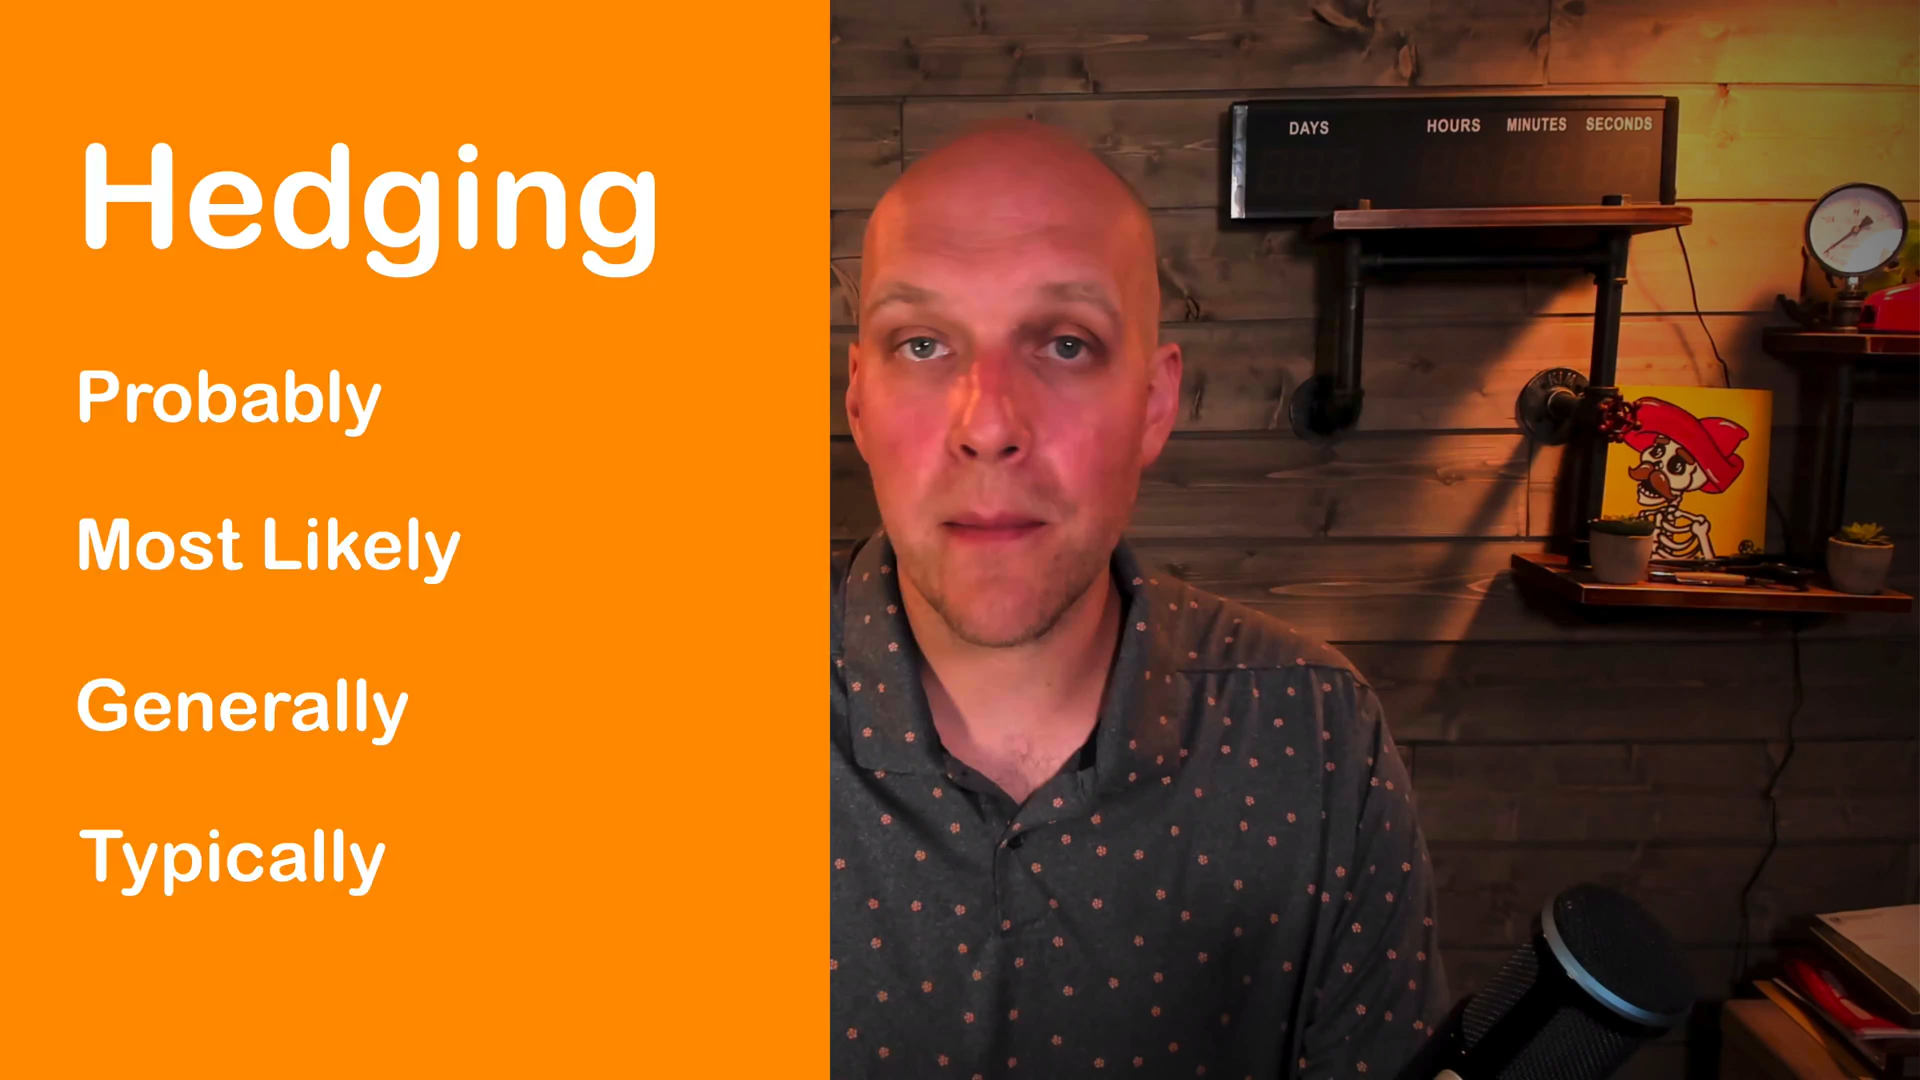 Hedging
Probably
Most Likely
Generally
Typically
DAYS HOURS MINUTES SECONDS